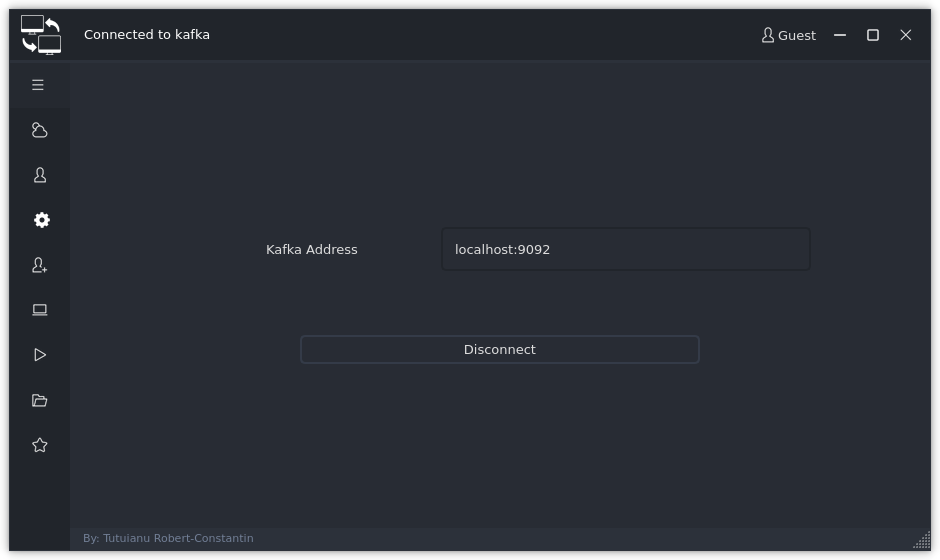 Connected to kafka
Guest
Kafka Address
localhost:9092
Disconnect
By: Tutuianu Robert-Constantin